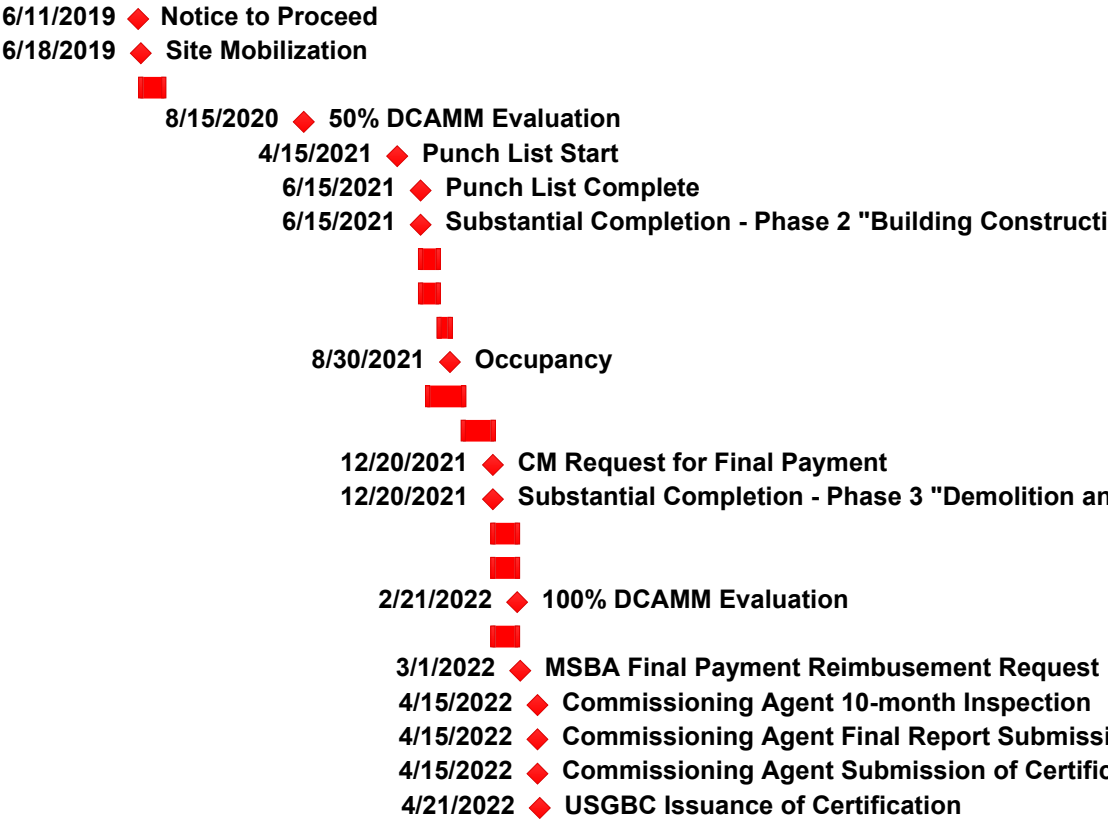 6/11/2019 Notice to Proceed
6/18/2019 Site Mobilization
8/15/2020 50% DCAMM Evaluation
4/15/2021 Punch List Start
6/15/2021 Punch List Complete
6/15/2021 Substantial Completion - Phase 2 "Building Constructi
8/30/2021 Occupancy
12/20/2021 CM Request for Final Payment
12/20/2021 Substantial Completion - Phase 3 "Demolition an
2/21/2022 100% DCAMM Evaluation
3/1/2022 MSBA Final Payment Reimbusement Request
4/15/2022 Commissioning Agent 10-month Inspection
4/15/2022 Commissioning Agent Final Report Submissi
4/15/2022 Commissioning Agent Submission of Certific
4/21/2022 USGBC Issuance of Certification